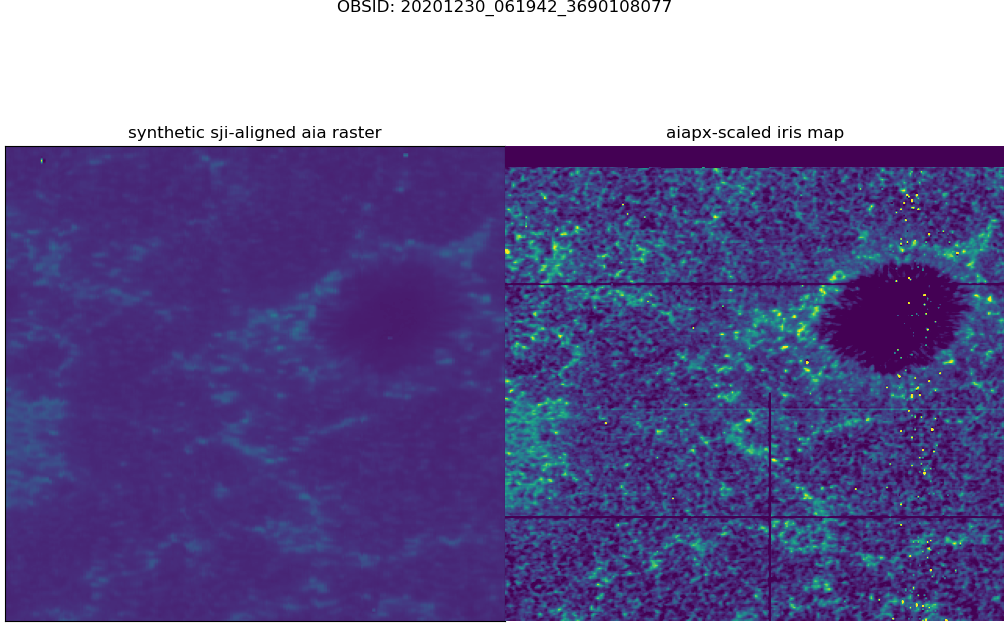 OBSID: 20201230_061942_3690108077
synthetic sji-aligned aia raster
aiapx-scaled iris map